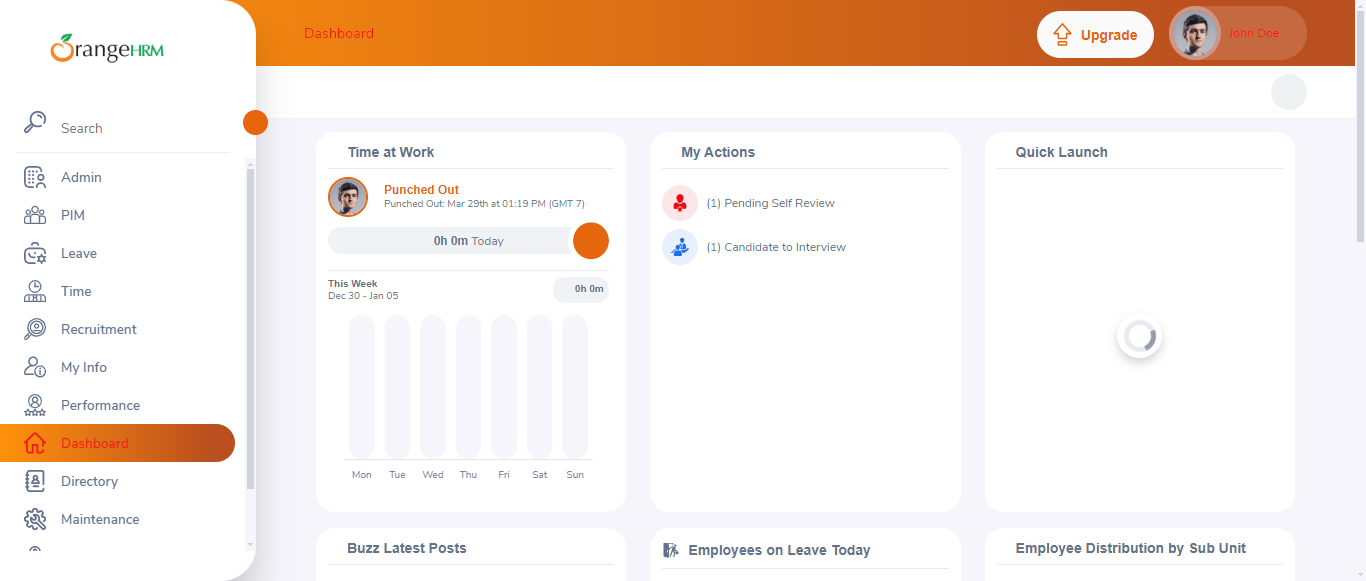 OrangeHRM
Dashboard
Upgrade
John Doe
Search
Admin
PIM
Leave
Time
Recruitment
My Info
Performance
Dashboard
Directory
Maintenance
Time at Work
Punched Out
Punched Out: Mar 29th at 01:19 PM (GMT 7)
0h 0m Today
This Week
Dec 30 - Jan 05
0h 0m
Mon Tue Wed Thu Fri Sat Sun
My Actions
(1) Pending Self Review
(1) Candidate to Interview
Quick Launch
Buzz Latest Posts
Employees on Leave Today
Employee Distribution by Sub Unit